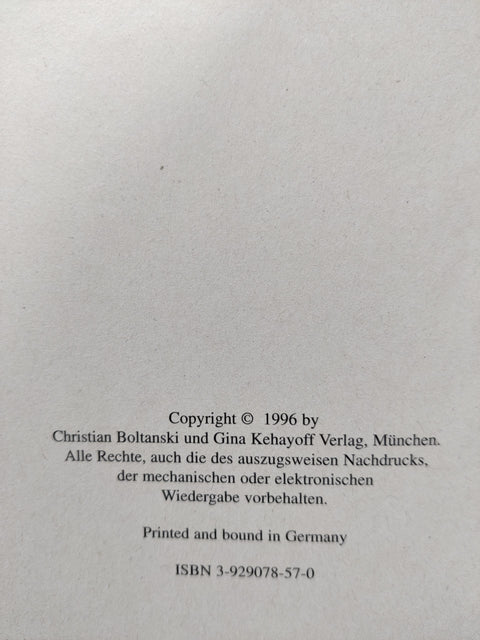 Copyright © 1996 by
Christian Boltanski und Gina Kehayoff Verlag, München.
Alle Rechte, auch die des auszugsweisen Nachdrucks,
der mechanischen oder elektronischen
Wiedergabe vorbehalten.
Printed and bound in Germany
ISBN 3-929078-57-0